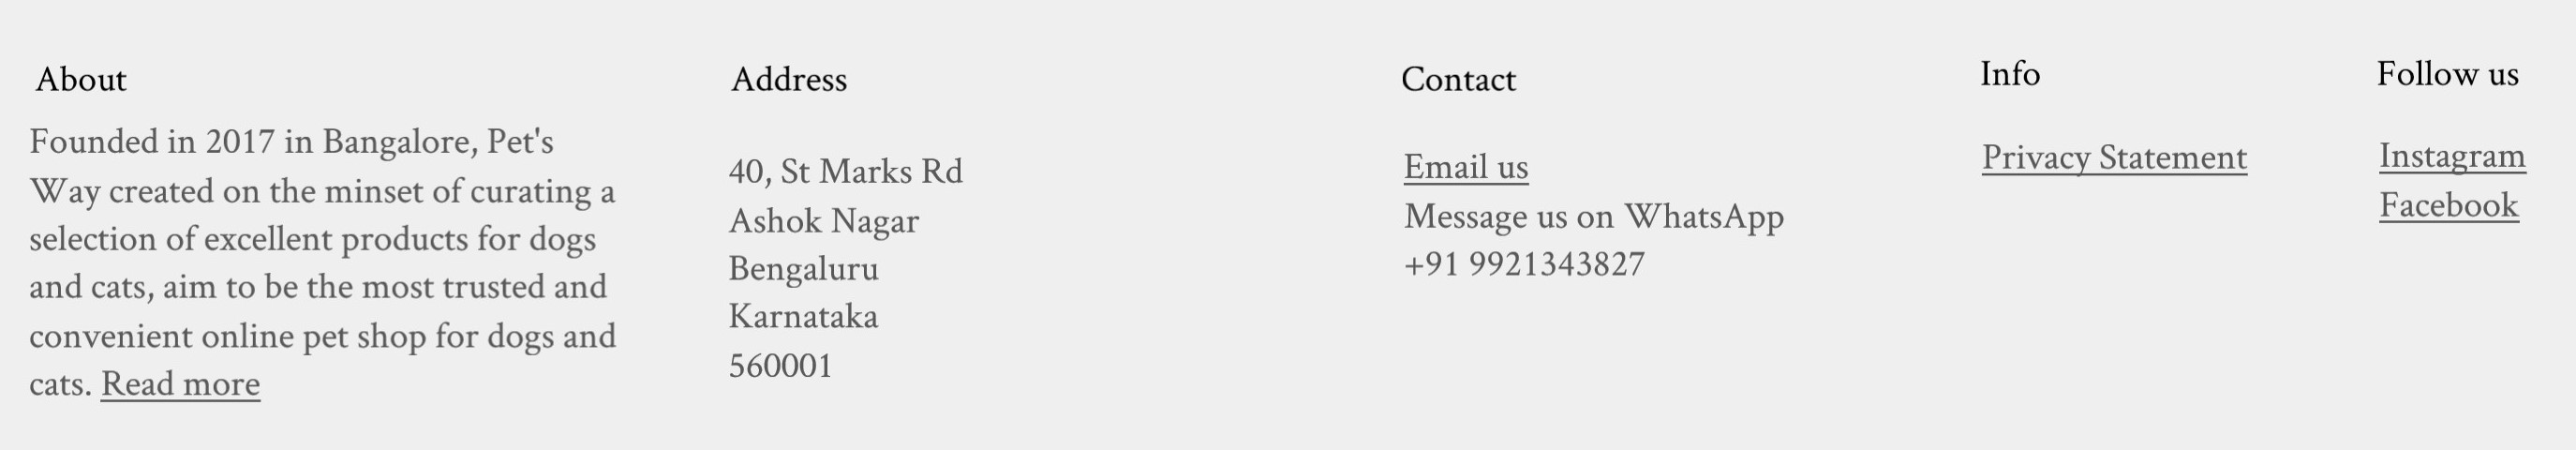 About
Founded in 2017 in Bangalore, Pet's
Way created on the minset of curating a
selection of excellent products for dogs
and cats, aim to be the most trusted and
convenient online pet shop for dogs and
cats. Read more
Address
40, St Marks Rd
Ashok Nagar
Bengaluru
Karnataka
560001
Contact
Email us
Message us on WhatsApp
+91 9921343827
Info
Privacy Statement
Follow us
Instagram
Facebook